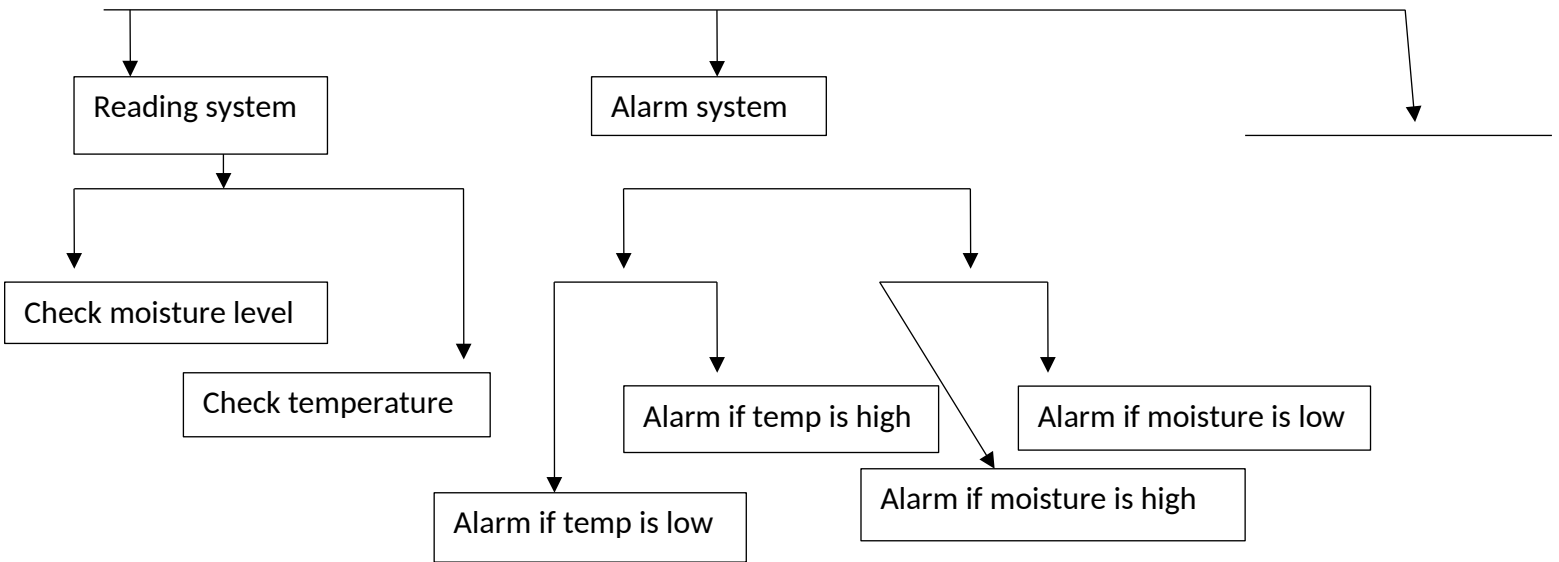 Reading system
Alarm system
Check moisture level
Check temperature
Alarm if temp is high
Alarm if moisture is low
Alarm if moisture is high
Alarm if temp is low